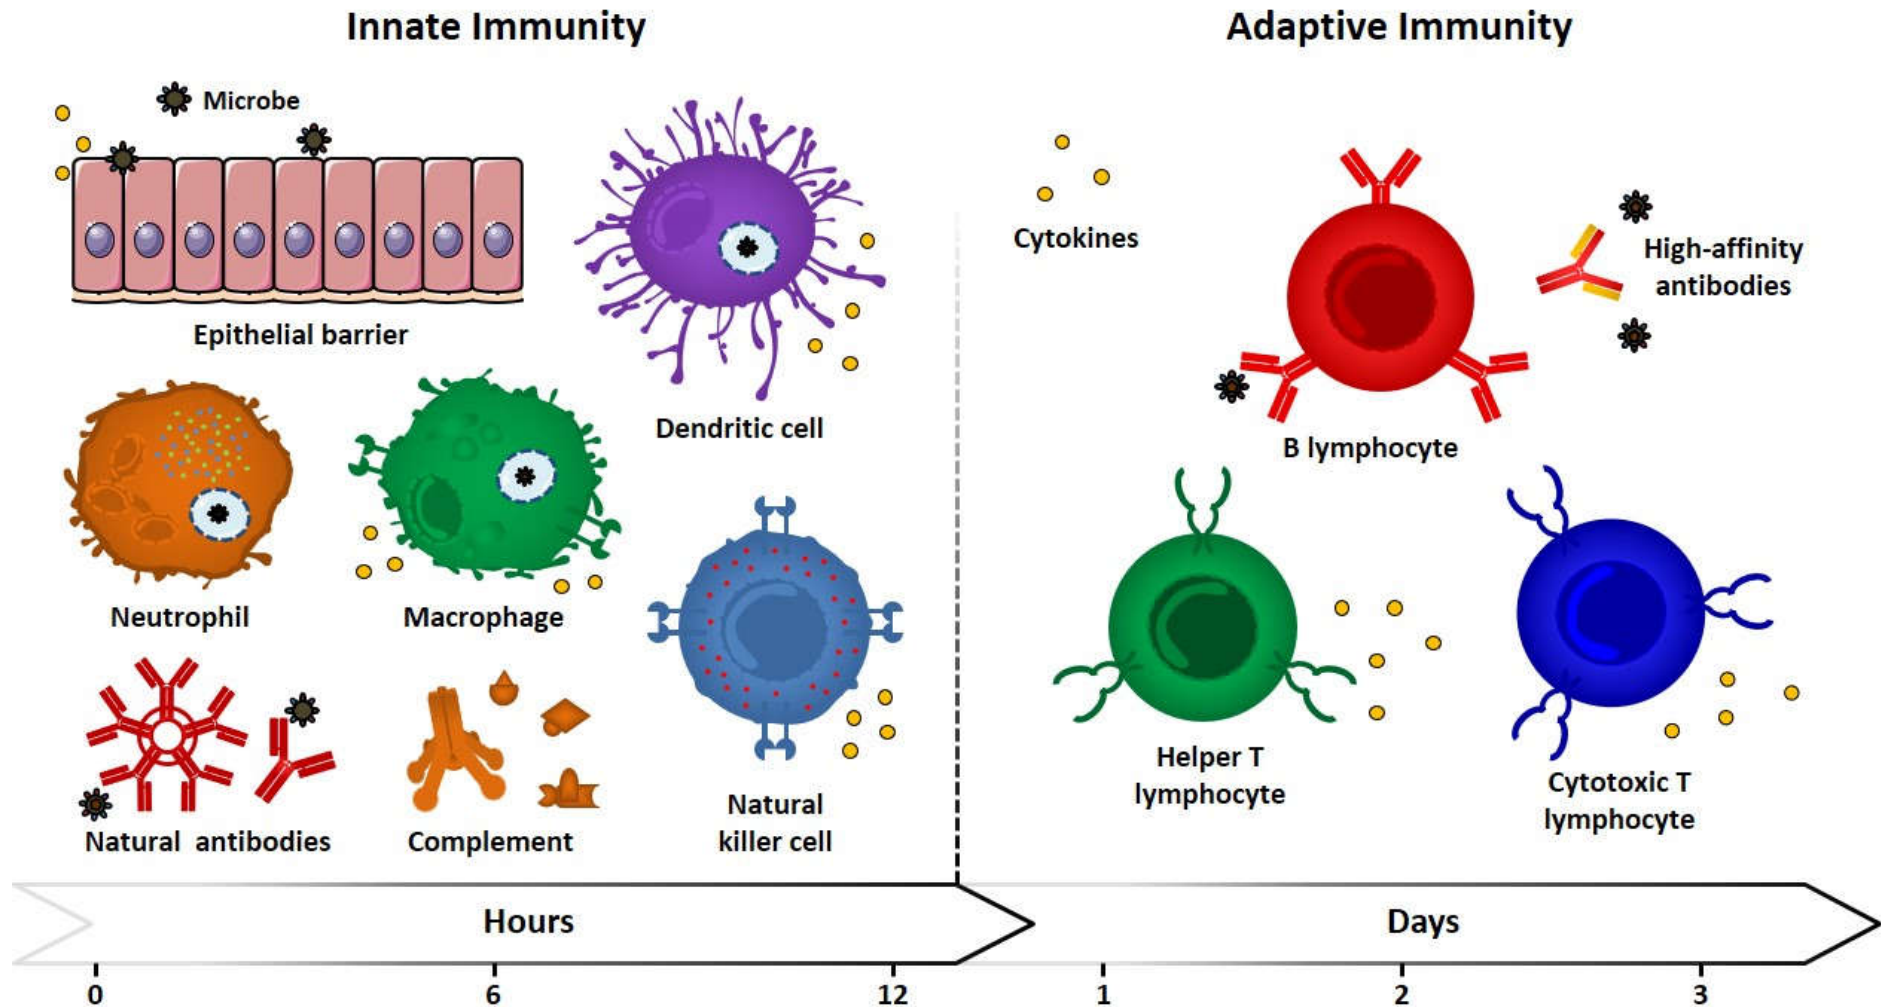 Innate Immunity
Adaptive Immunity
Microbe
Epithelial barrier
Dendritic cell
Neutrophil
Macrophage
Natural antibodies
Complement
Natural
killer cell
Cytokines
High-affinity
antibodies
B lymphocyte
Helper T
lymphocyte
Cytotoxic T
lymphocyte
Hours
Days
0 6 12 1 2 3